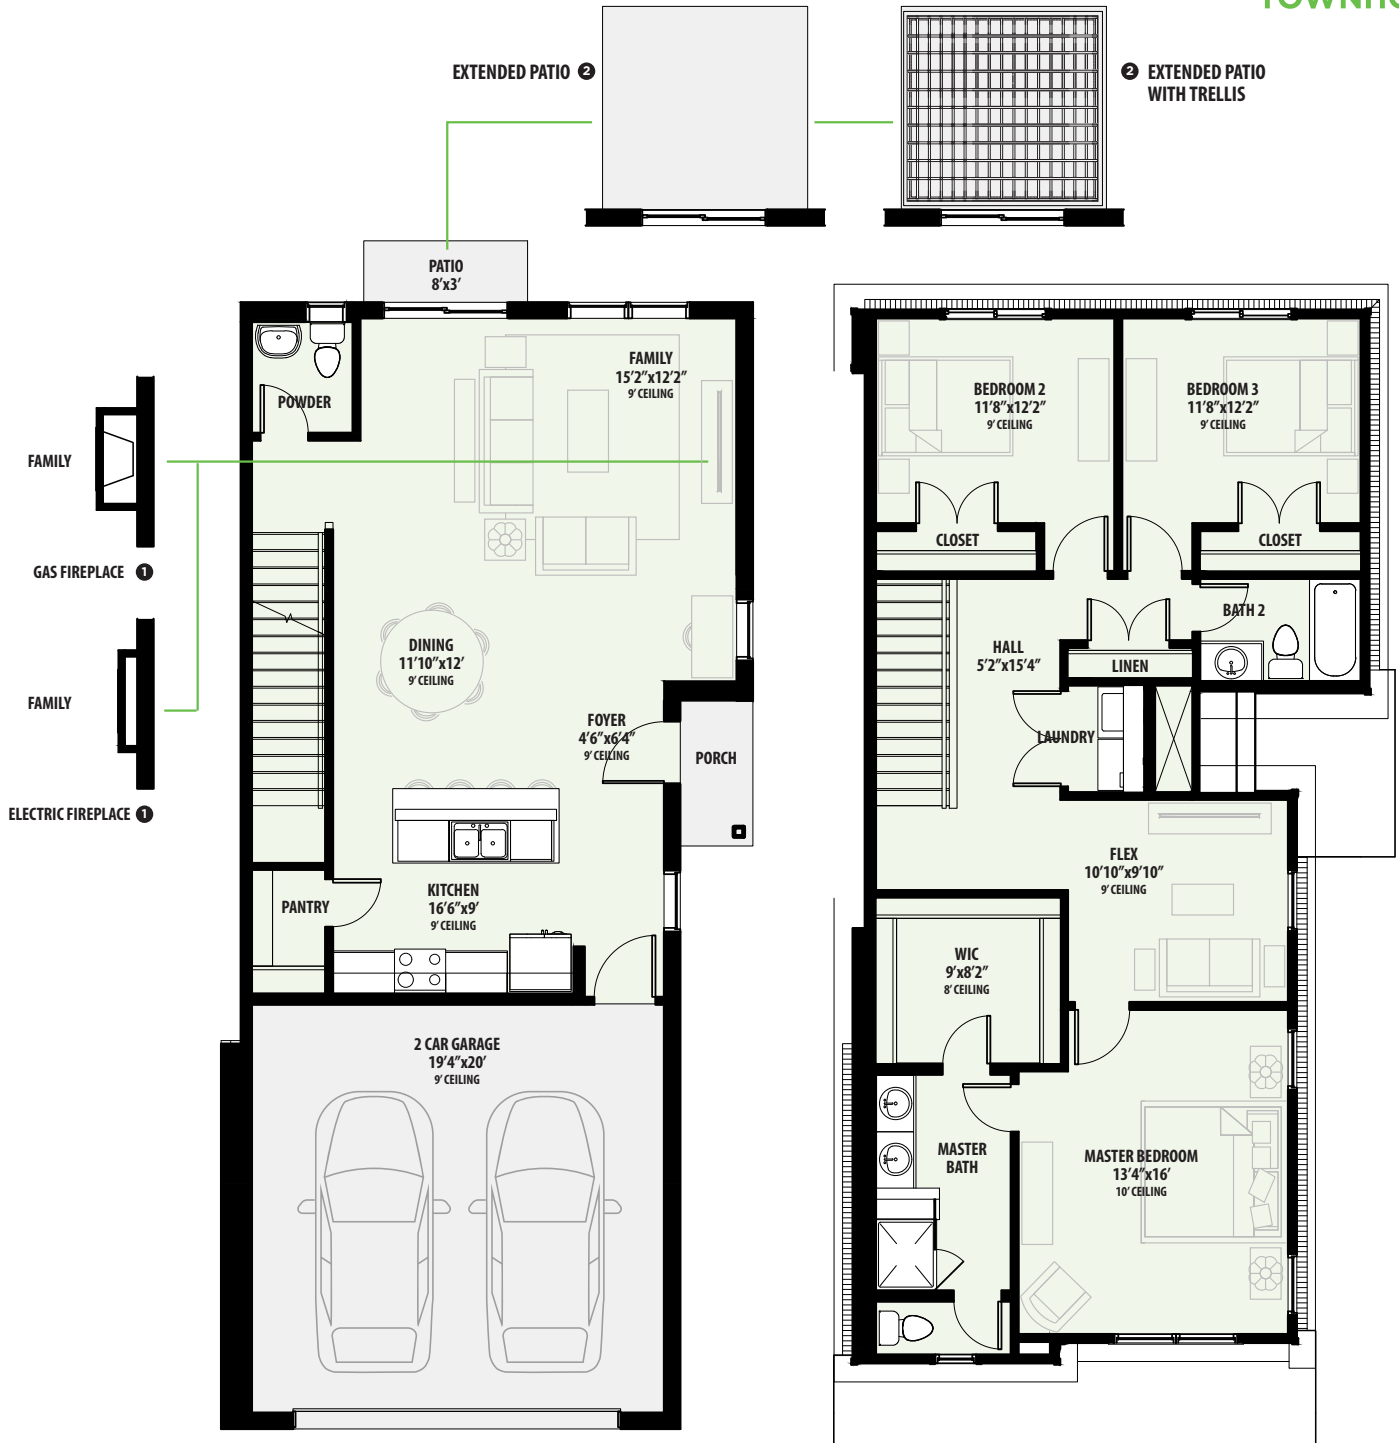 EXTENDED PATIO 2
2 EXTENDED PATIO
WITH TRELLIS
PATIO
8'x3'
FAMILY
15'2"x12'2"
9' CEILING
POWDER
FAMILY
GAS FIREPLACE 1
FAMILY
ELECTRIC FIREPLACE 1
DINING
11'10"x12'
9' CEILING
FOYER
4'6"x6'4"
9' CEILING
PORCH
KITCHEN
16'6"x9'
9' CEILING
PANTRY
2 CAR GARAGE
19'4"x20'
9' CEILING
BEDROOM 2
11'8"x12'2"
9' CEILING
BEDROOM 3
11'8"x12'2"
9' CEILING
CLOSET
CLOSET
BATH 2
HALL
5'2"x15'4"
LINEN
LAUNDRY
FLEX
10'10"x9'10"
9' CEILING
WIC
9'x8'2"
8' CEILING
MASTER
BATH
MASTER BEDROOM
13'4"x16'
10' CEILING